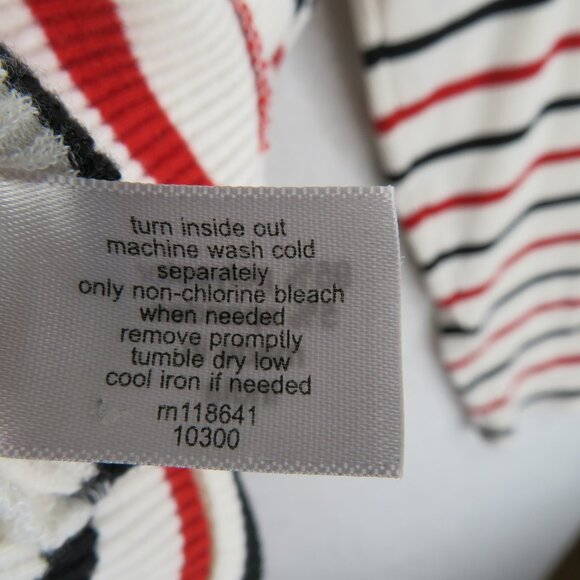 turn inside out
machine wash cold
separately
only non-chlorine bleach
when needed
remove promptly
tumble dry low
cool iron if needed
rn118641
10300